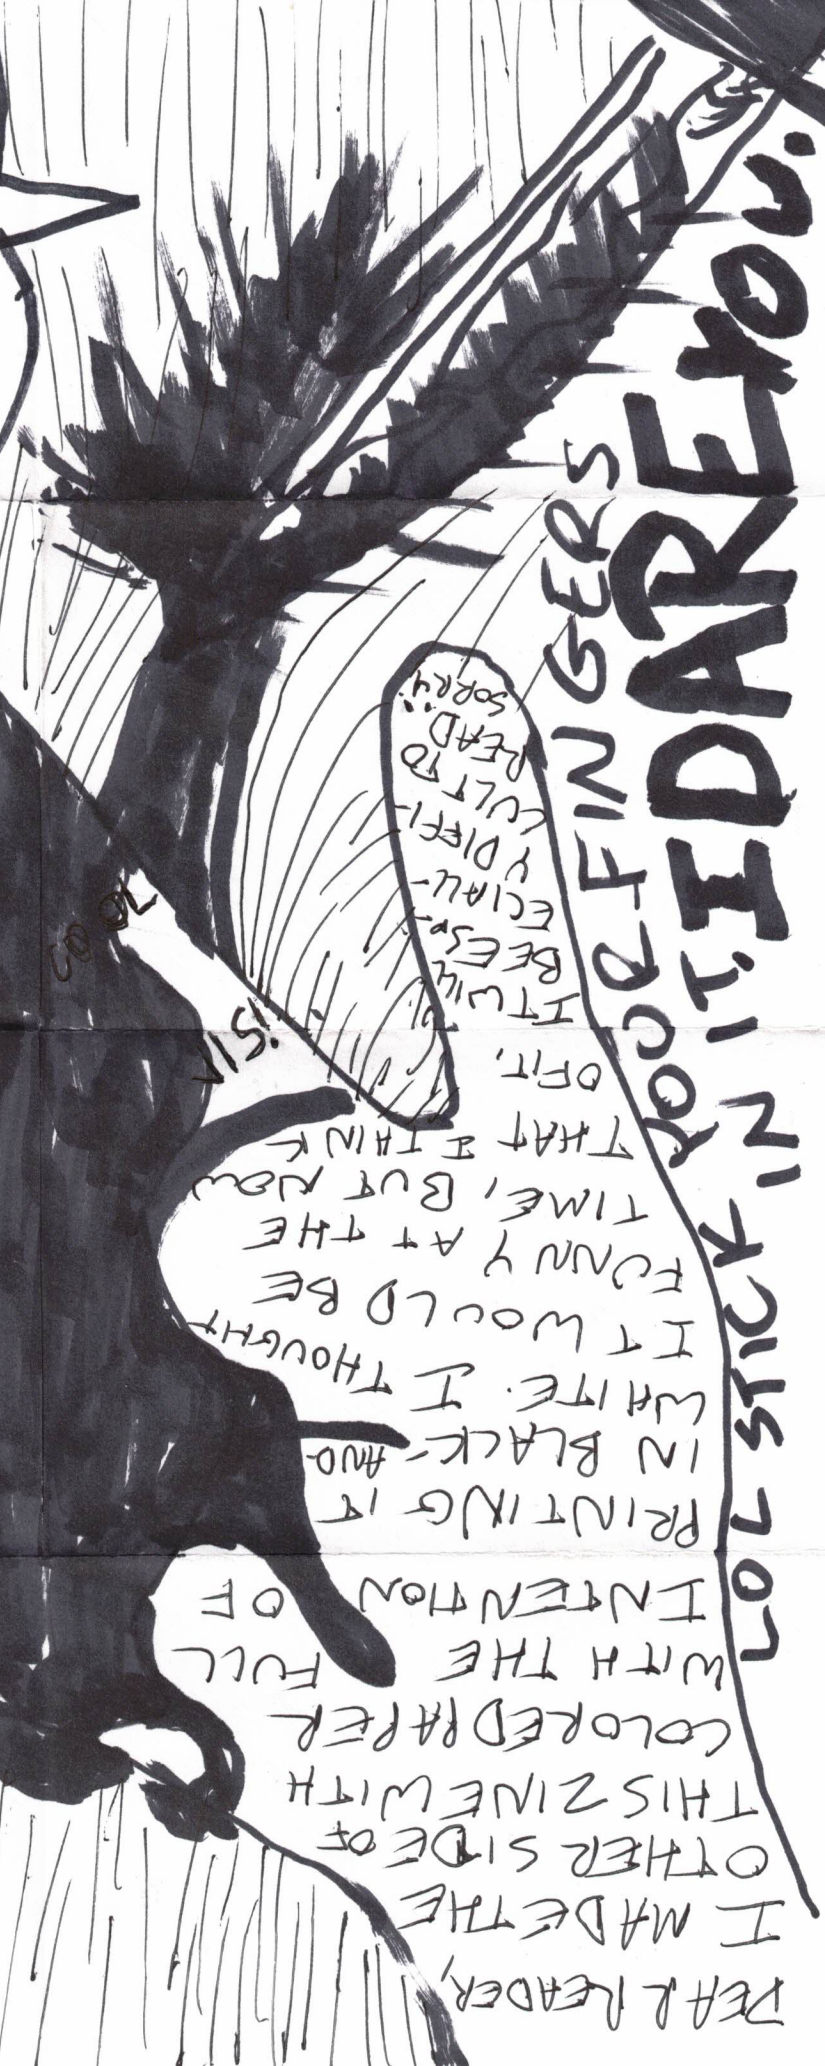 DEAR READER,
I MADE THE
OTHER SIDE OF
THIS ZINE WITH
COLORED PAPER
WITH THE FULL
INTENTION OF
PRINTING IT
IN BLACK-AND-
WHITE. I THOUGHT
IT WOULD BE
FUNNY AT THE
TIME, BUT NOW
THAT I THINK
OF IT,
IT WILL
BE ESP-
ECIALL-
Y DIFFI-
CULT TO
READ.
SORRY!
LOL STICK YOUR FINGERS
IN IT. I DARE YOU.